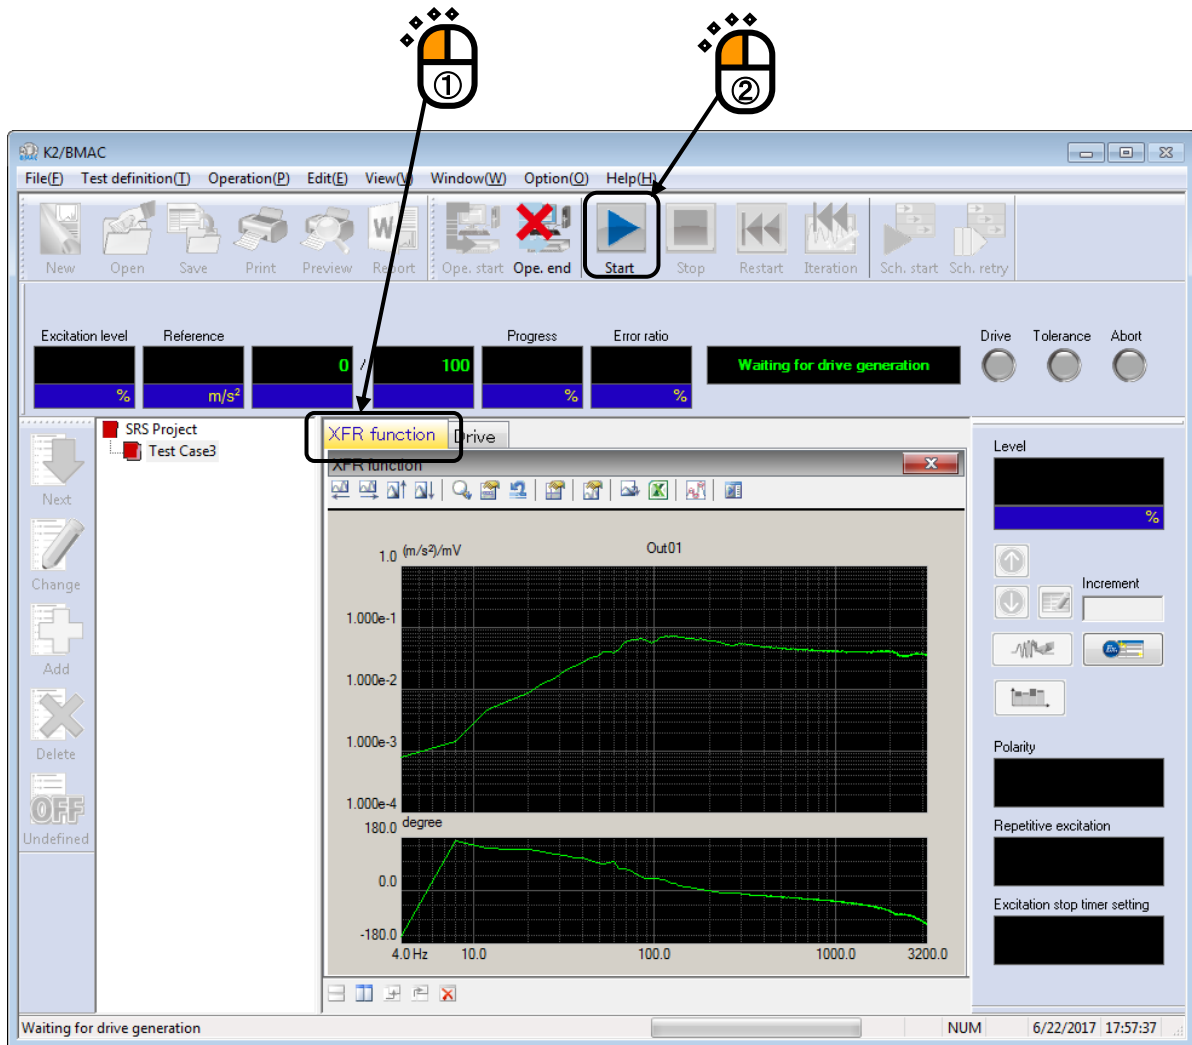 ①
②
K2/BMAC
File(F) Test definition(T) Operation(P) Edit(E) View(V) Window(W) Option(O) Help(H)
New Open Save Print Preview Report Ope. start Ope. end Start Stop Restart Iteration Sch. start Sch. retry
Excitation level Reference Progress Error ratio Drive Tolerance Abort
0 / 100 Waiting for drive generation
% m/s² % %
SRS Project
Test Case3
Next
Change
Add
Delete
OFF
Undefined
XFR function Drive
XFR function
1.0 (m/s²)/mV Out01
1.000e-1
1.000e-2
1.000e-3
1.000e-4
180.0 degree
0.0
-180.0
4.0 Hz 10.0 100.0 1000.0 3200.0
Level
%
Increment
Polarity
Repetitive excitation
Excitation stop timer setting
Waiting for drive generation NUM 6/22/2017 17:57:37